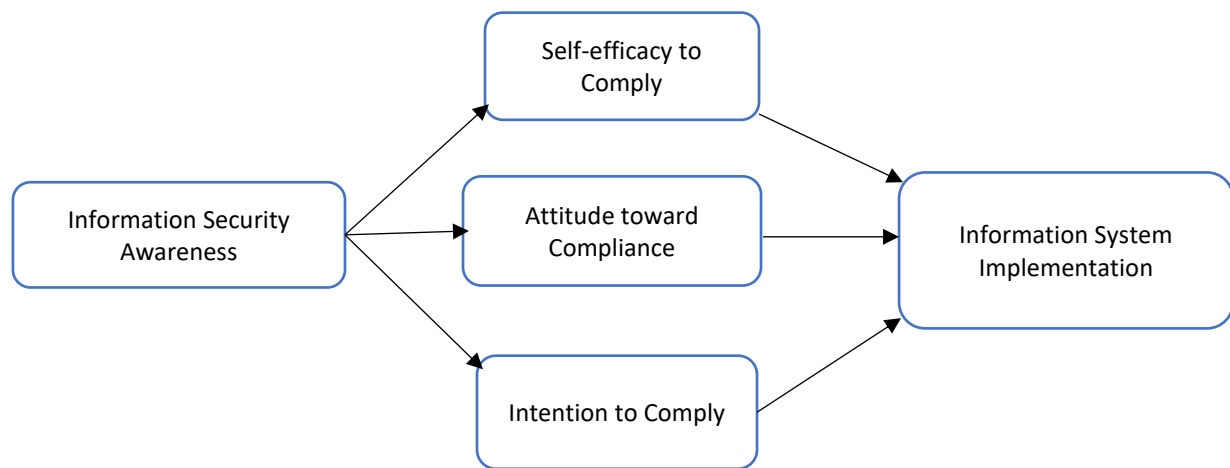 Self-efficacy to
Comply
Information Security
Awareness
Attitude toward
Compliance
Information System
Implementation
Intention to Comply